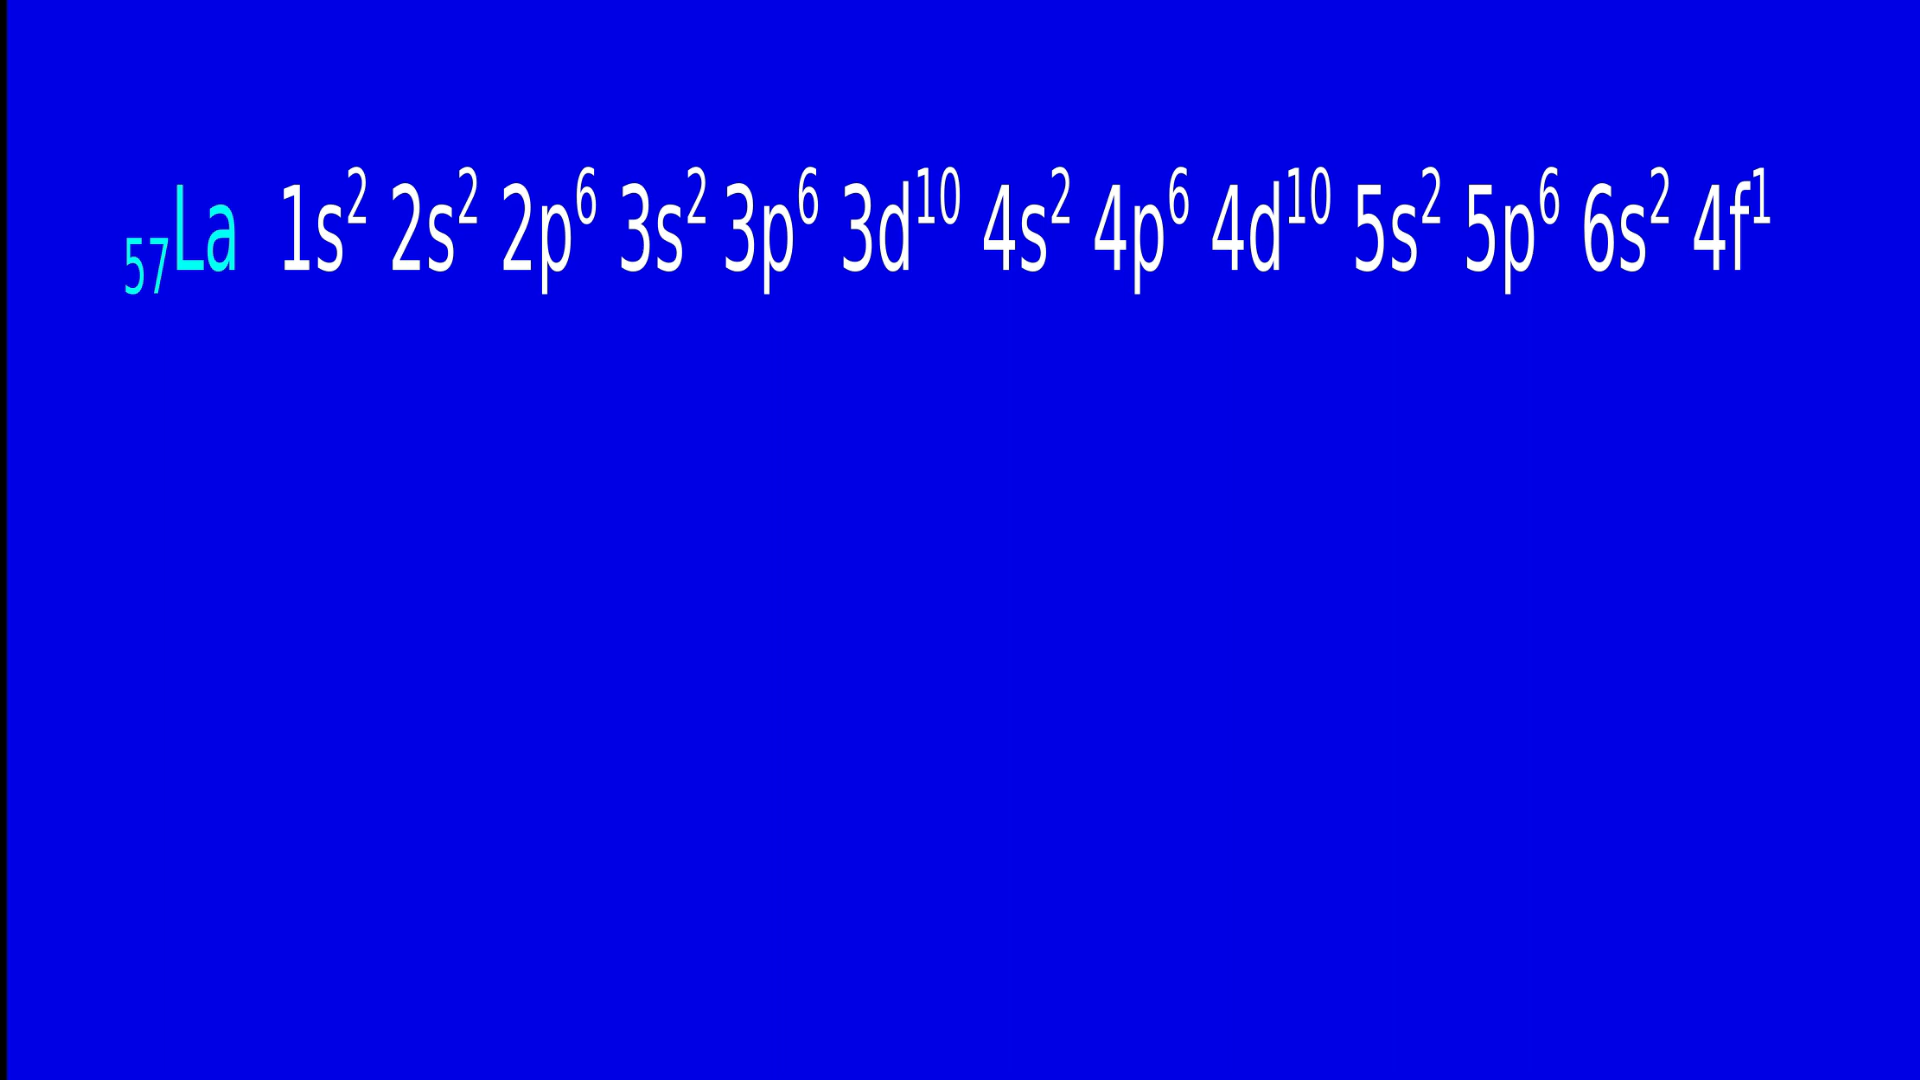 ₅₇La 1s² 2s² 2p⁶ 3s² 3p⁶ 3d¹⁰ 4s² 4p⁶ 4d¹⁰ 5s² 5p⁶ 6s² 4f¹